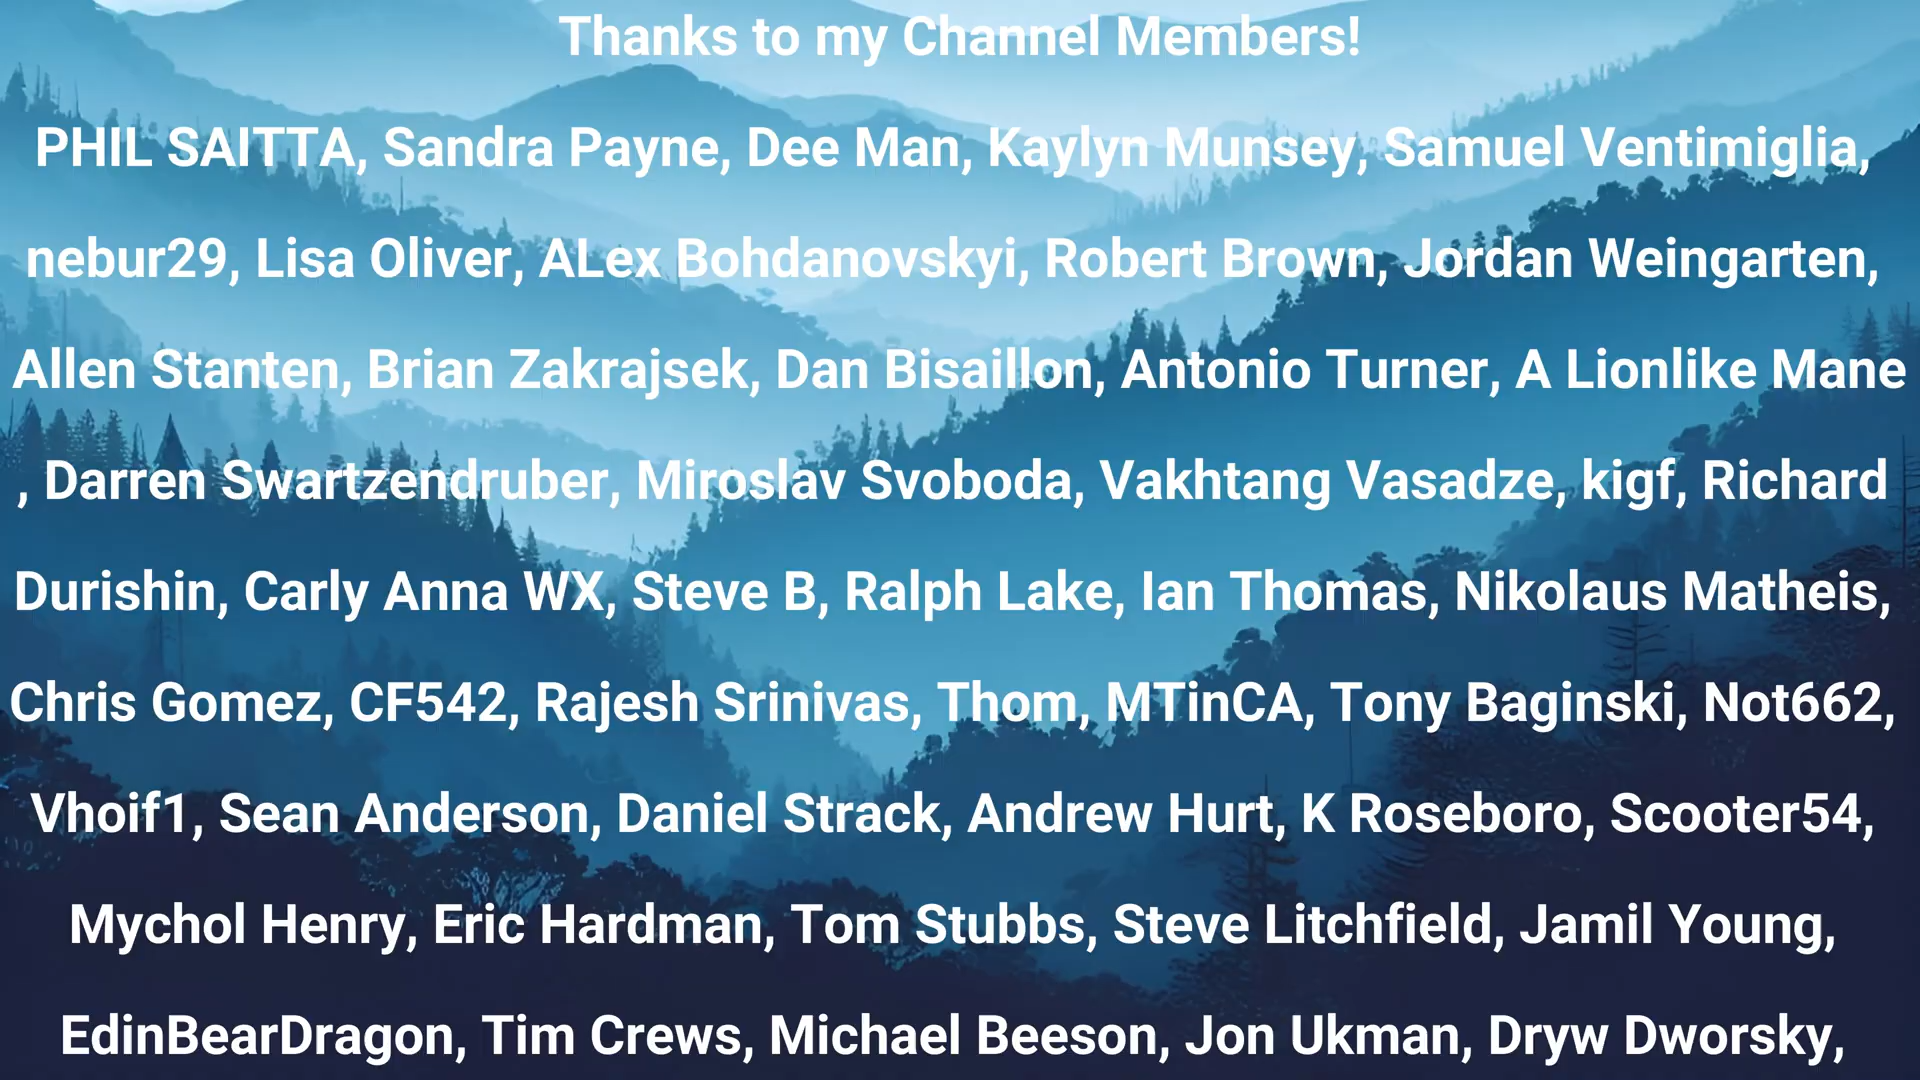 Thanks to my Channel Members!
PHIL SAITTA, Sandra Payne, Dee Man, Kaylyn Munsey, Samuel Ventimiglia,
nebur29, Lisa Oliver, ALex Bohdanovskyi, Robert Brown, Jordan Weingarten,
Allen Stanten, Brian Zakrajsek, Dan Bisaillon, Antonio Turner, A Lionlike Mane
, Darren Swartzendruber, Miroslav Svoboda, Vakhtang Vasadze, kigf, Richard
Durishin, Carly Anna WX, Steve B, Ralph Lake, Ian Thomas, Nikolaus Matheis,
Chris Gomez, CF542, Rajesh Srinivas, Thom, MTinCA, Tony Baginski, Not662,
Vhoif1, Sean Anderson, Daniel Strack, Andrew Hurt, K Roseboro, Scooter54,
Mychol Henry, Eric Hardman, Tom Stubbs, Steve Litchfield, Jamil Young,
EdinBearDragon, Tim Crews, Michael Beeson, Jon Ukman, Dryw Dworsky,